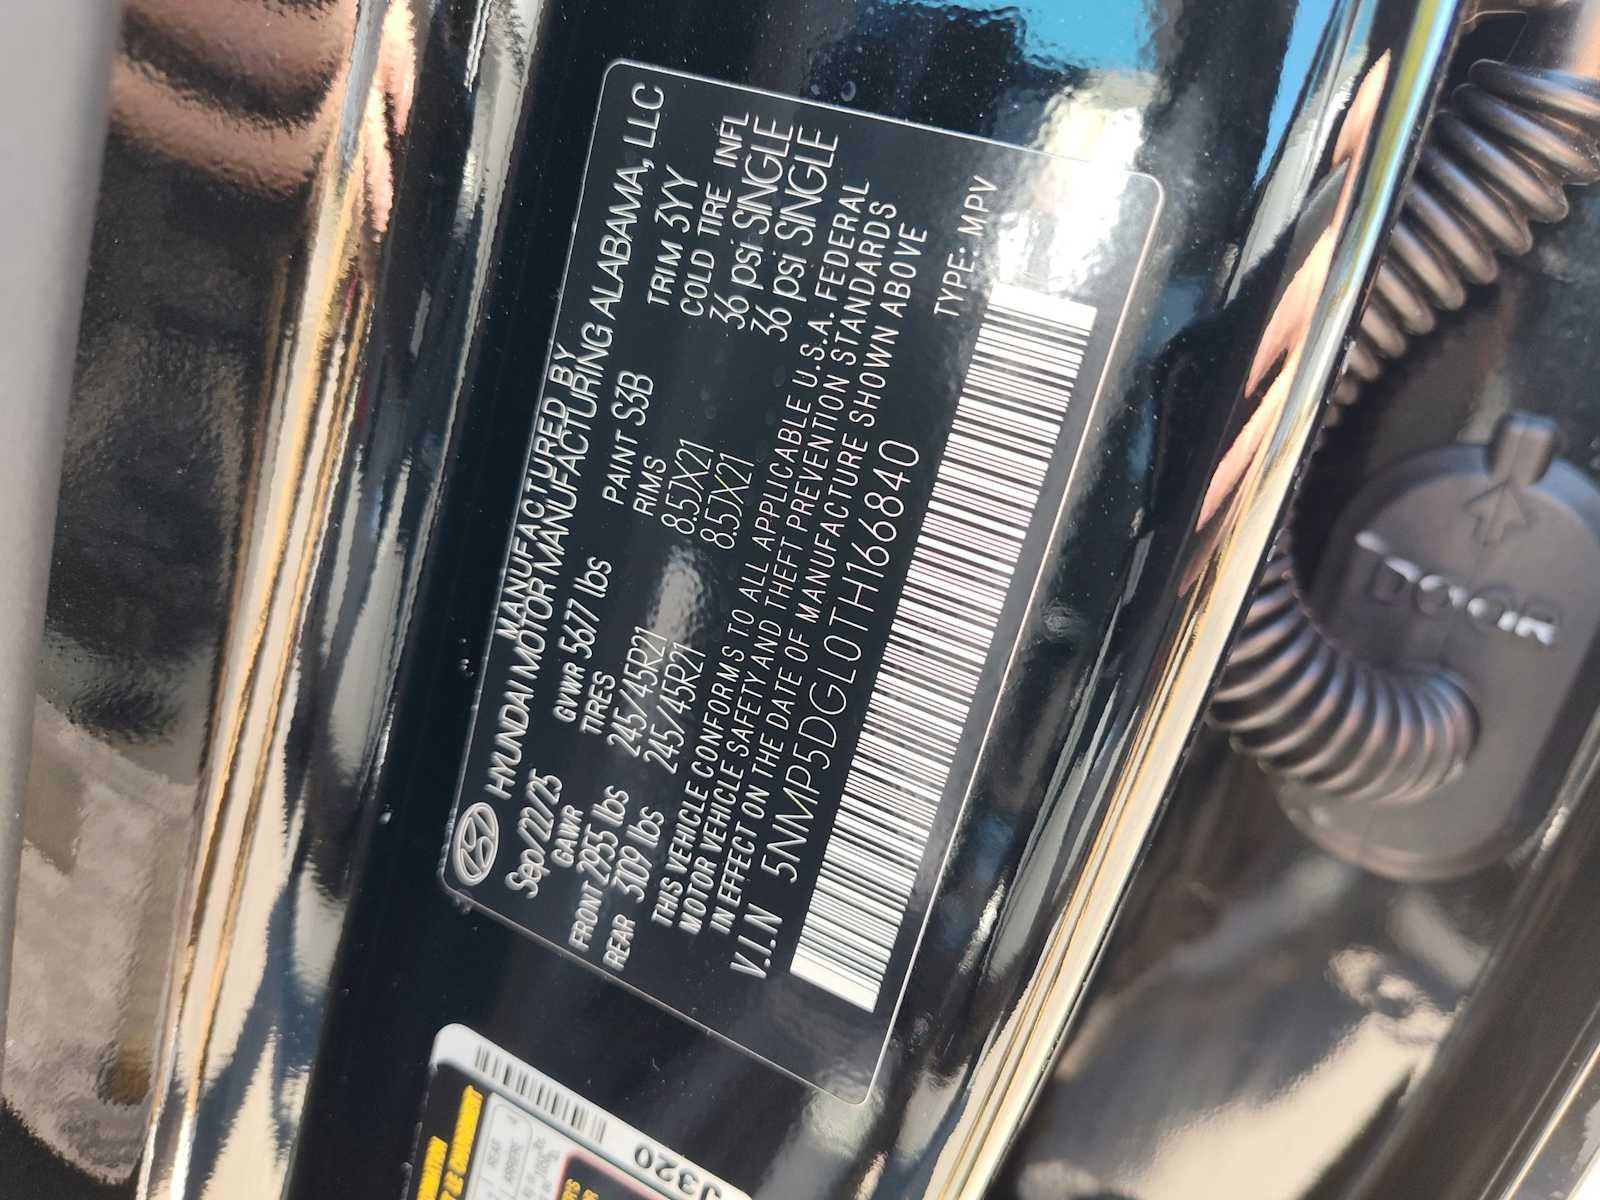 MANUFACTURED BY
HYUNDAI MOTOR MANUFACTURING ALABAMA, LLC
Sep/22/25 GVWR 5677 lbs PAINT S3B TRIM 3YY
GAWR TIRES RIMS COLD TIRE INFL
FRONT 2935 lbs 245/45R21 8.5JX21 36 psi SINGLE
REAR 3109 lbs 245/45R21 8.5JX21 36 psi SINGLE
THIS VEHICLE CONFORMS TO ALL APPLICABLE U.S.A. FEDERAL
MOTOR VEHICLE SAFETY AND THEFT PREVENTION STANDARDS
IN EFFECT ON THE DATE OF MANUFACTURE SHOWN ABOVE
V.I.N 5NMP5DGL0TH166840 TYPE: MPV
DOOR
J320
REAR